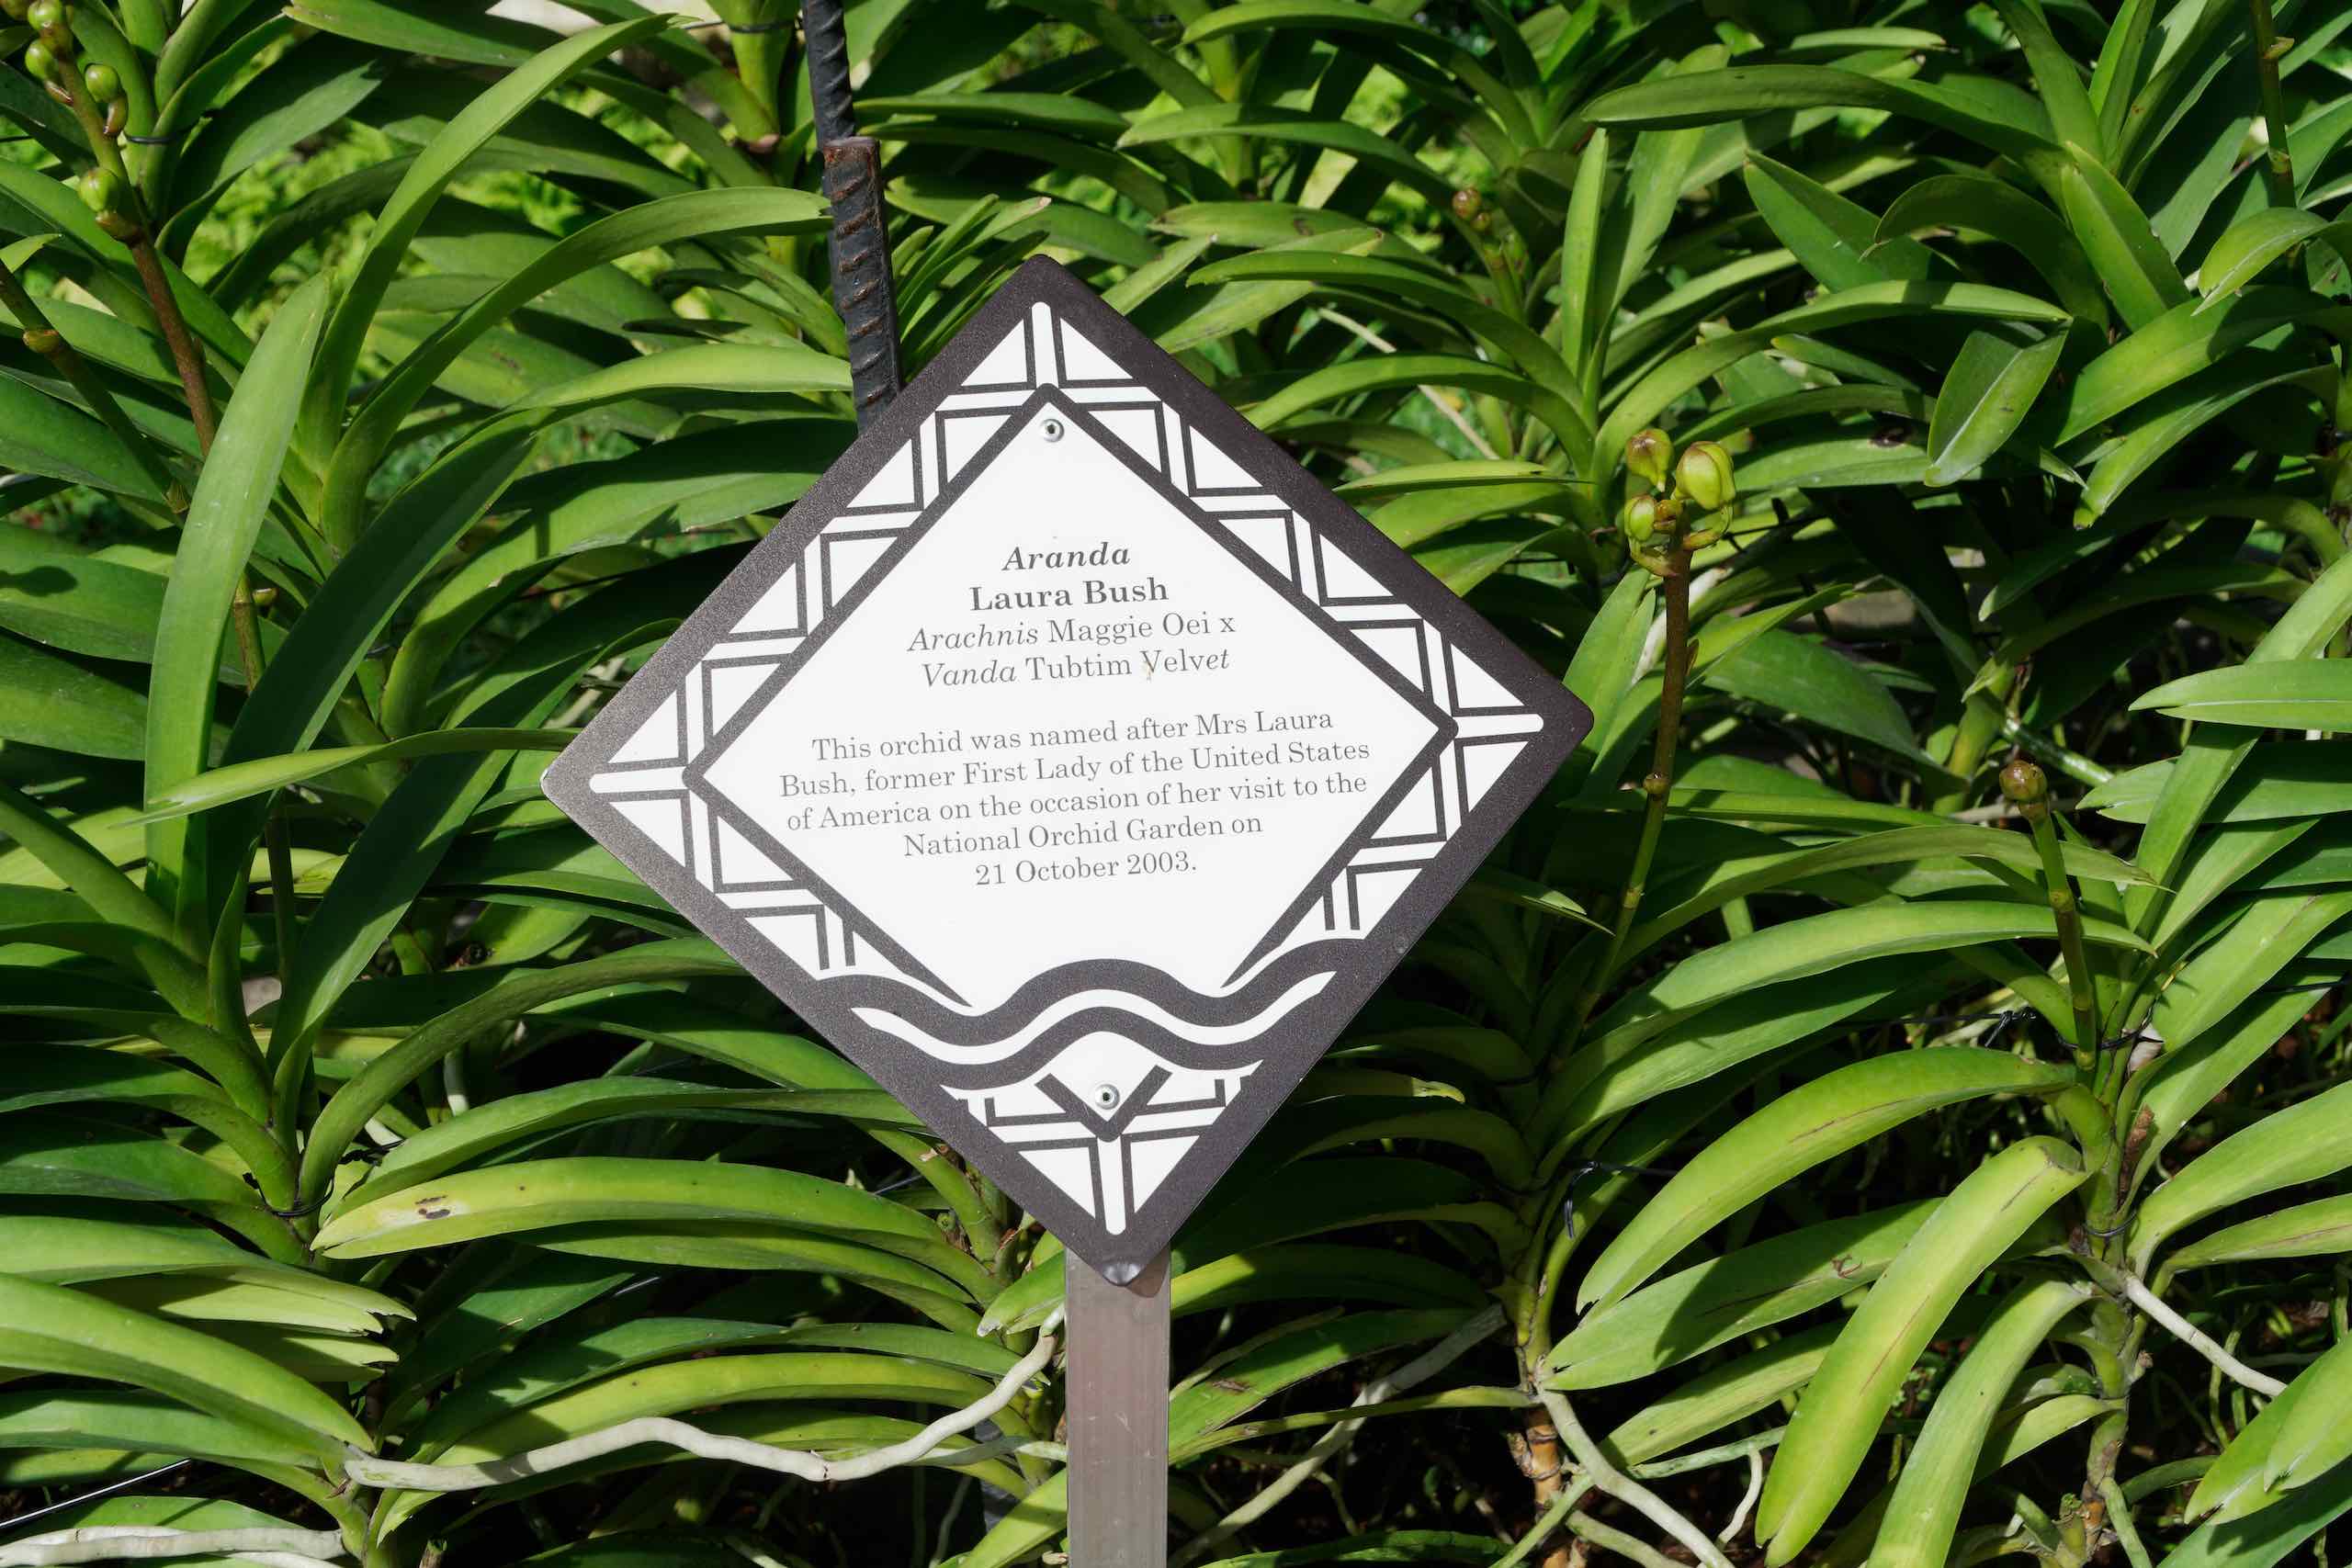 Aranda
Laura Bush
Arachnis Maggie Oei x
Vanda Tubtim Velvet
This orchid was named after Mrs Laura
Bush, former First Lady of the United States
of America on the occasion of her visit to the
National Orchid Garden on
21 October 2003.